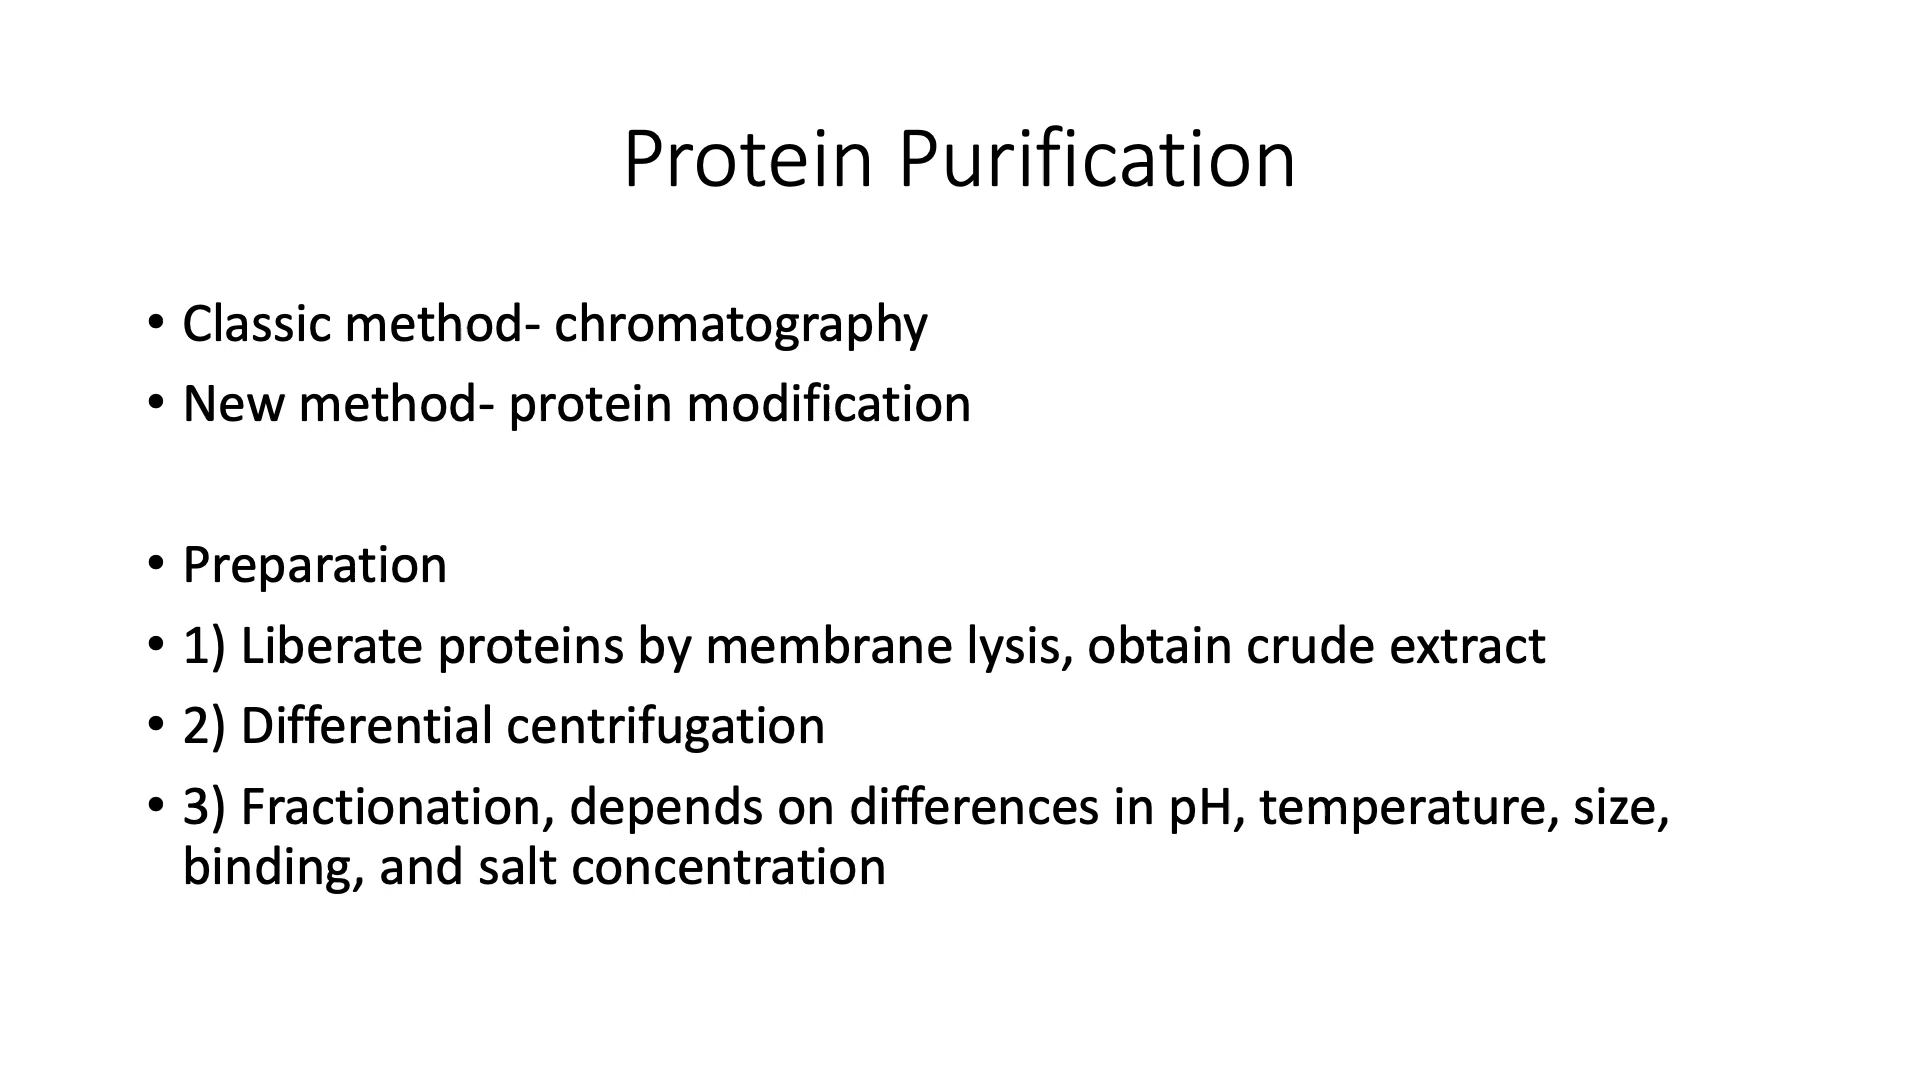 Protein Purification
• Classic method- chromatography
• New method- protein modification
• Preparation
• 1) Liberate proteins by membrane lysis, obtain crude extract
• 2) Differential centrifugation
• 3) Fractionation, depends on differences in pH, temperature, size,
binding, and salt concentration